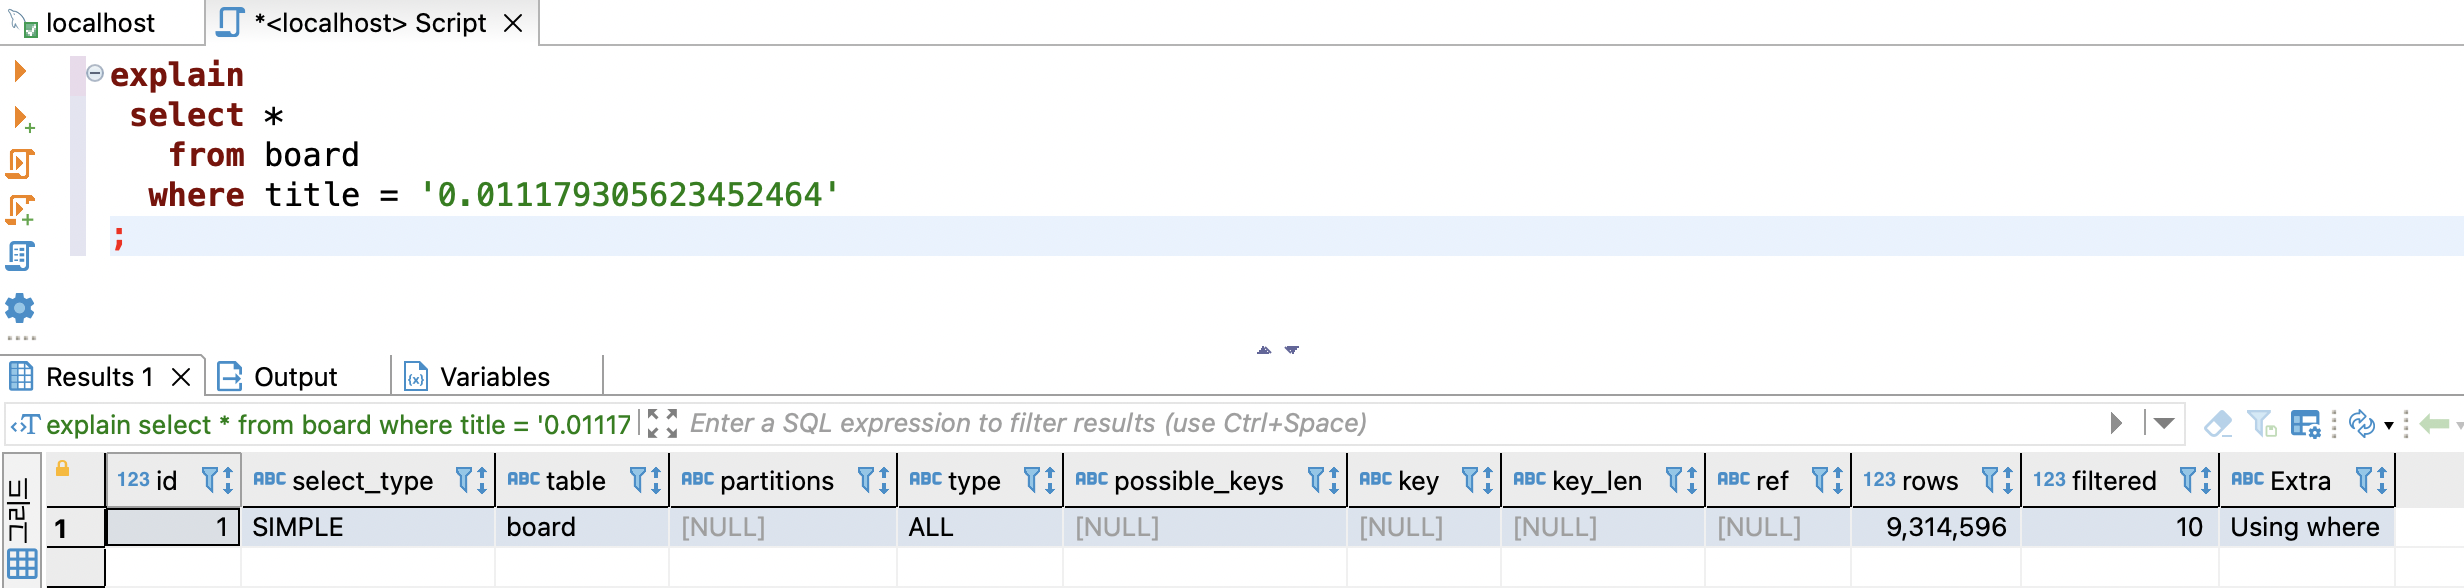 localhost
*<localhost> Script
explain
select *
from board
where title = '0.011179305623452464'
;
Results 1
Output
Variables
explain select * from board where title = '0.01117
Enter a SQL expression to filter results (use Ctrl+Space)
그리드
123 id ABC select_type ABC table ABC partitions ABC type ABC possible_keys ABC key ABC key_len ABC ref 123 rows 123 filtered ABC Extra
1 1 SIMPLE board [NULL] ALL [NULL] [NULL] [NULL] [NULL] 9,314,596 10 Using where